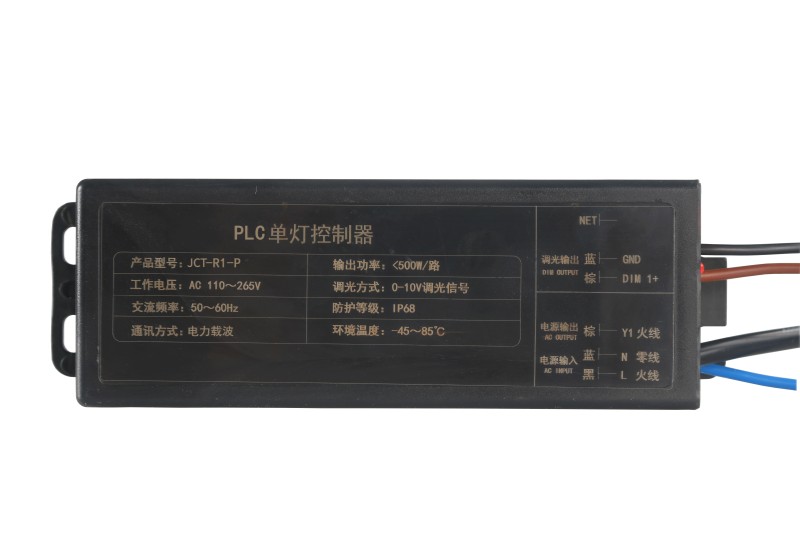 PLC单灯控制器
产品型号: JCT-R1-P 输出功率: <500W/路
工作电压: AC 110～265V 调光方式: 0-10V调光信号
交流频率: 50～60Hz 防护等级: IP68
通讯方式: 电力载波 环境温度: -45～85℃
NET
调光输出 蓝 GND
DIM OUTPUT 棕 DIM 1+
电源输出 棕 Y1 火线
AC OUTPUT
电源输入 蓝 N 零线
AC INPUT 黑 L 火线